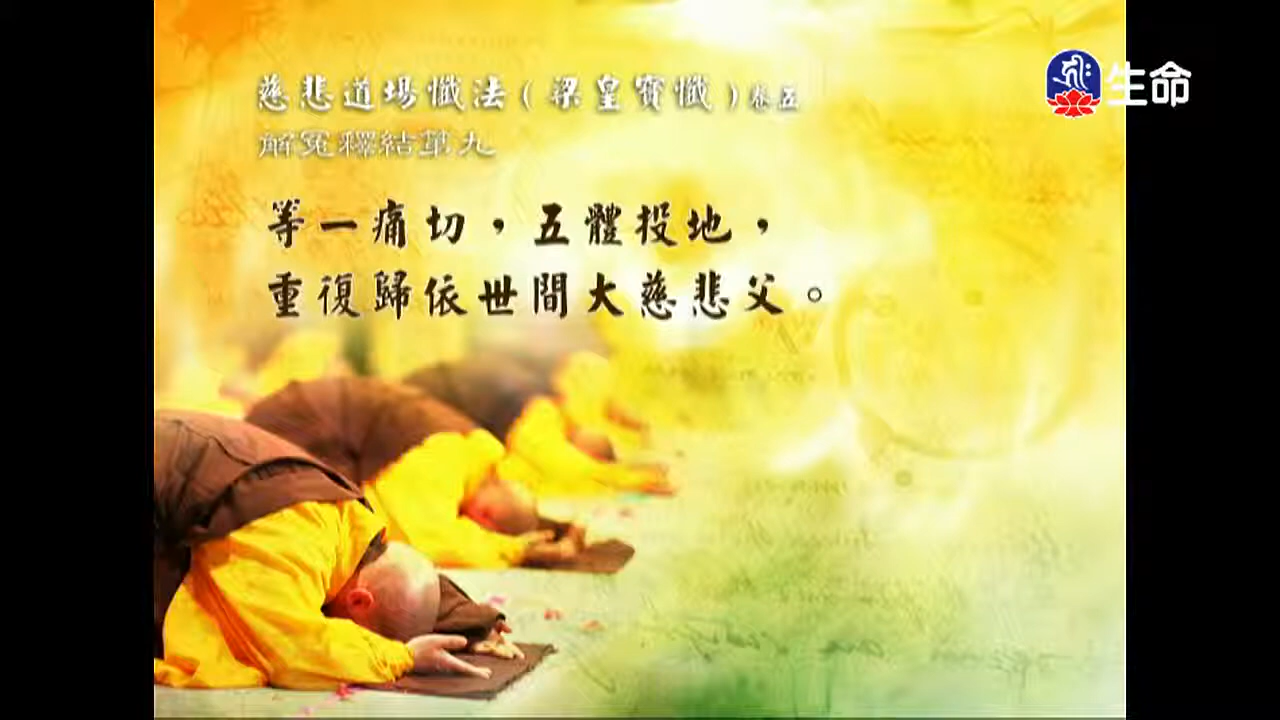 慈悲道場懺法（梁皇寶懺）卷五
解冤釋結第九
等一痛切，五體投地，
重復歸依世間大慈悲父。
生命